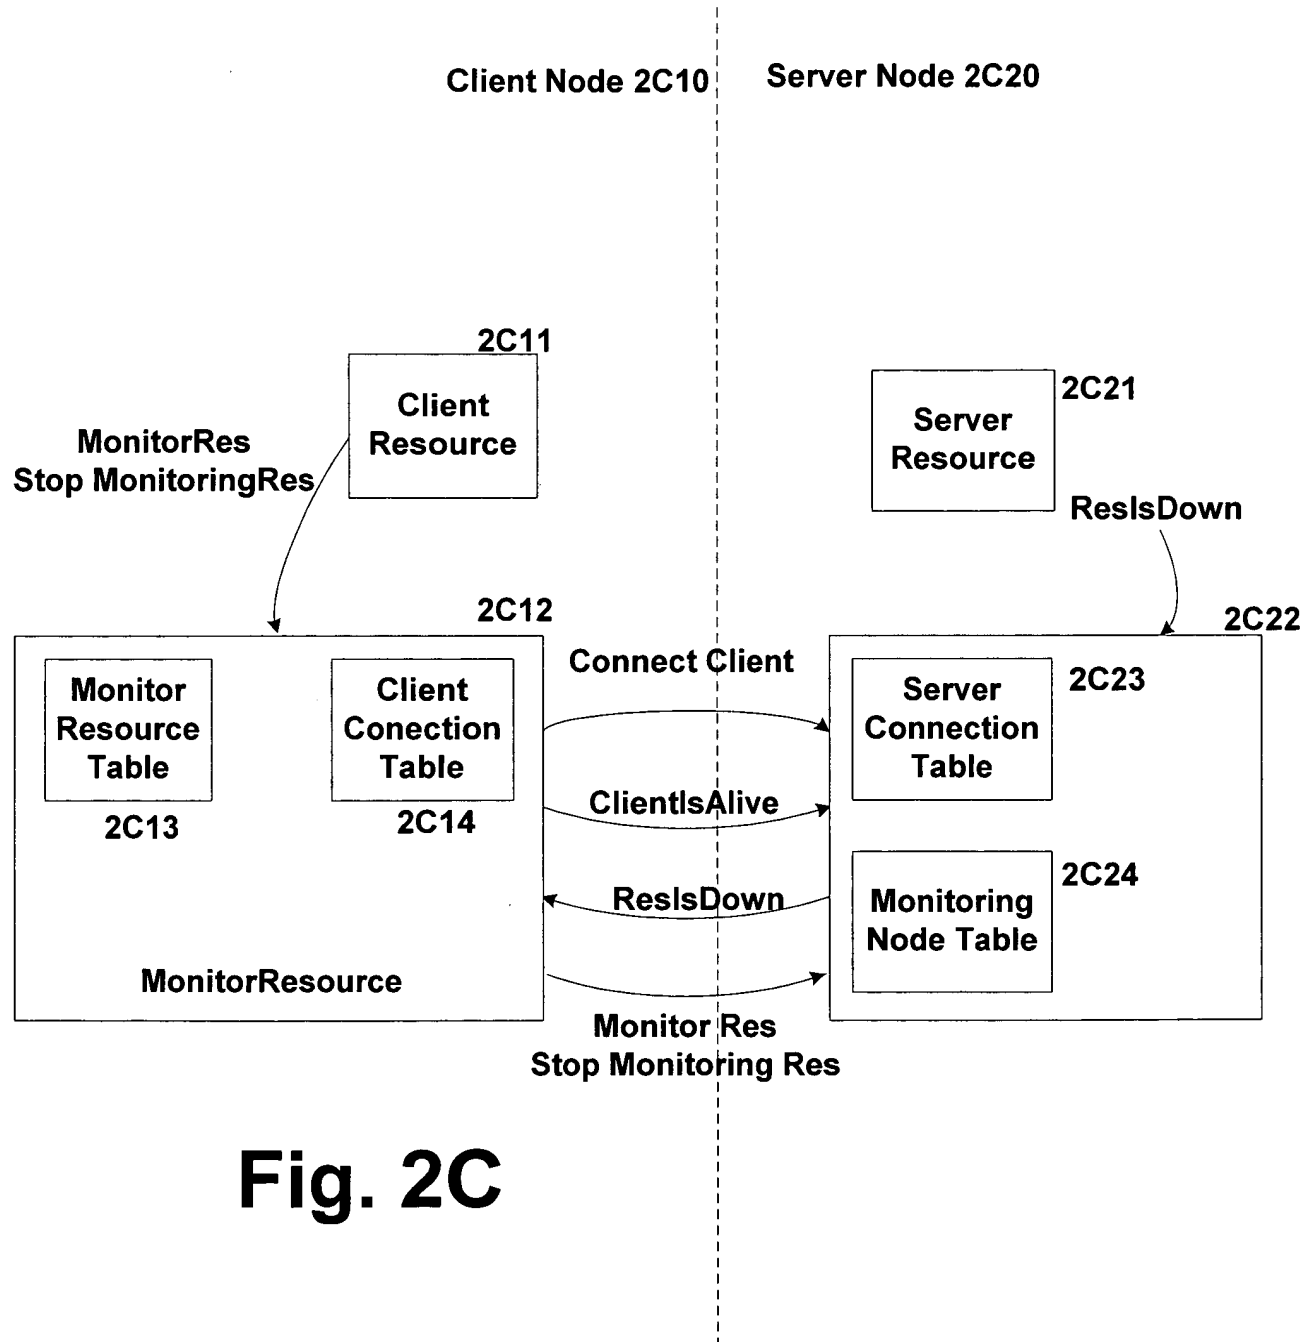 Client Node 2C10
Server Node 2C20
2C11
Client
Resource
MonitorRes
Stop MonitoringRes
2C21
Server
Resource
ResIsDown
2C12
2C22
Monitor
Resource
Table
2C13
Client
Conection
Table
2C14
MonitorResource
Connect Client
ClientIsAlive
ResIsDown
Monitor Res
Stop Monitoring Res
Server
Connection
Table
2C23
Monitoring
Node Table
2C24
Fig. 2C